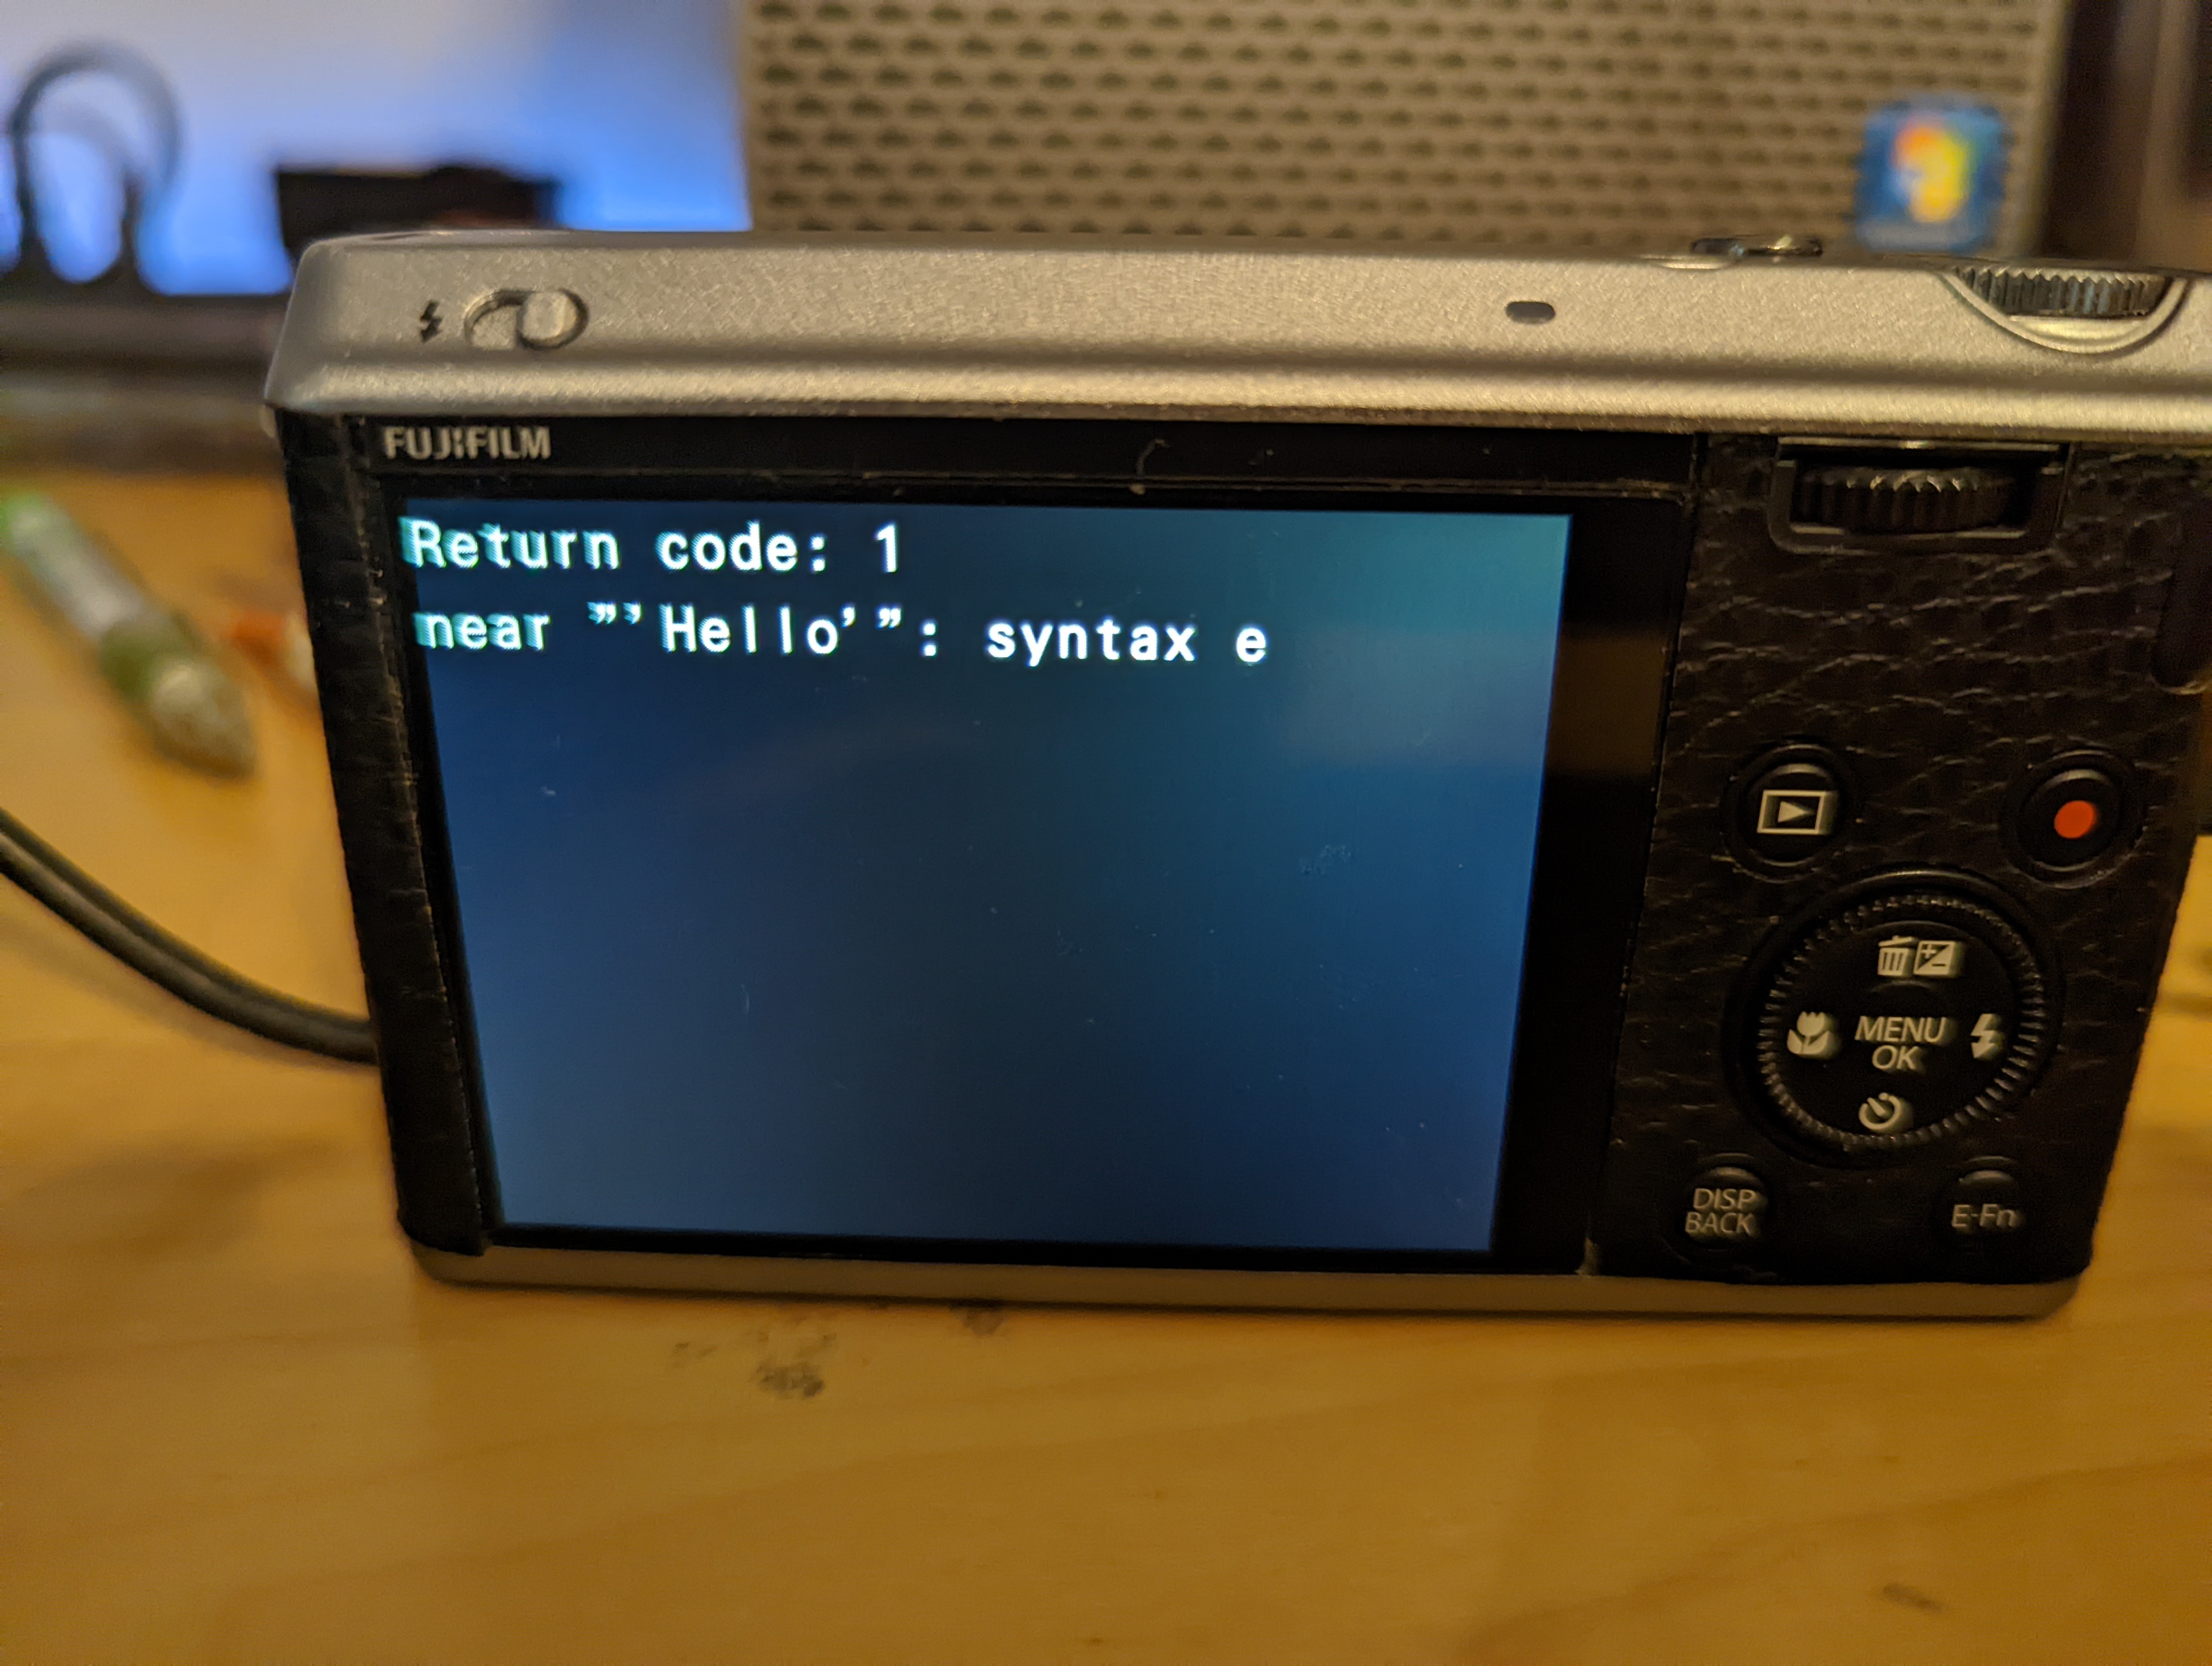 FUJIFILM
Return code: 1
near "'Hello'": syntax e
MENU
OK
DISP
BACK
E-Fn